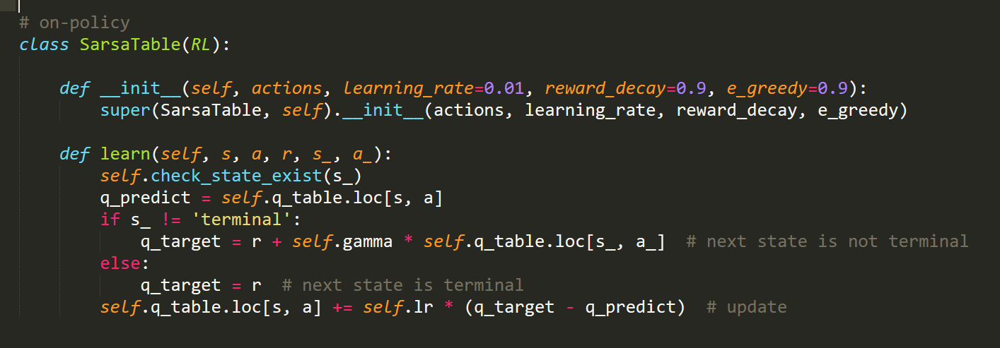 # on-policy
class SarsaTable(RL):
def __init__(self, actions, learning_rate=0.01, reward_decay=0.9, e_greedy=0.9):
super(SarsaTable, self).__init__(actions, learning_rate, reward_decay, e_greedy)
def learn(self, s, a, r, s_, a_):
self.check_state_exist(s_)
q_predict = self.q_table.loc[s, a]
if s_ != 'terminal':
q_target = r + self.gamma * self.q_table.loc[s_, a_]  # next state is not terminal
else:
q_target = r  # next state is terminal
self.q_table.loc[s, a] += self.lr * (q_target - q_predict)  # update